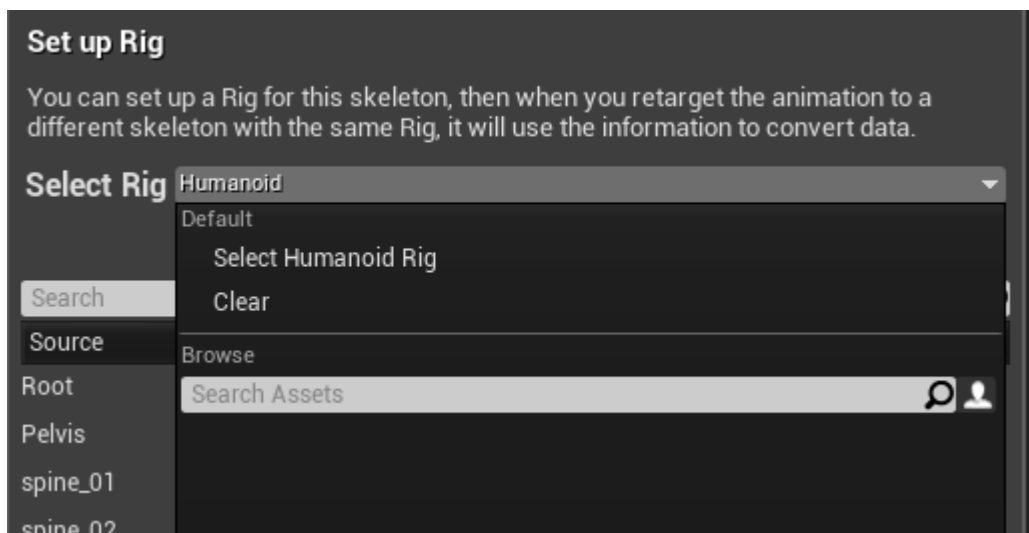 Set up Rig
You can set up a Rig for this skeleton, then when you retarget the animation to a
different skeleton with the same Rig, it will use the information to convert data.
Select Rig Humanoid
Default
Select Humanoid Rig
Clear
Search
Source
Browse
Root
Search Assets
Pelvis
spine_01
spine_02